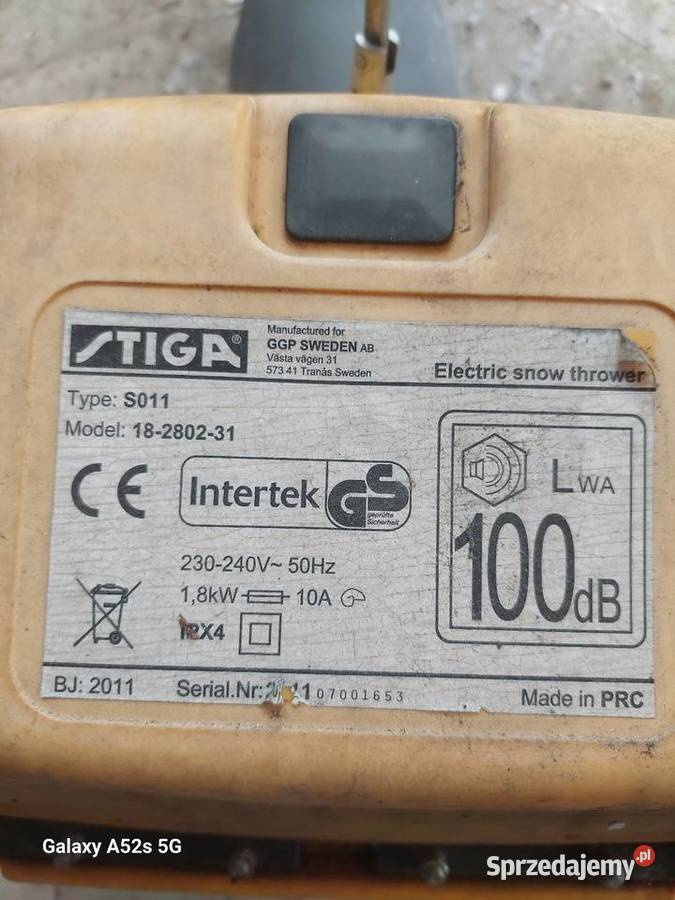 STIGA®
Manufactured for
GGP SWEDEN AB
Västa vägen 31
573 41 Tranås Sweden
Electric snow thrower
Type: S011
Model: 18-2802-31
CE
Intertek
GS
geprüfte
Sicherheit
LWA
100dB
230-240V~ 50Hz
1,8kW 10A
IPX4
BJ: 2011
Serial.Nr: 07001653
Made in PRC
Galaxy A52s 5G
Sprzedajemy.pl